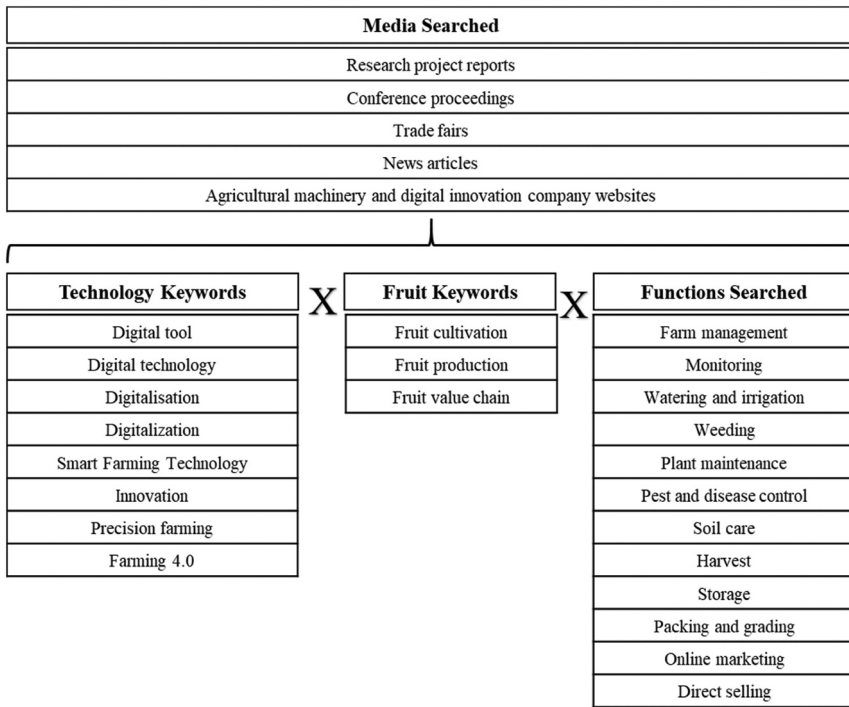 Media Searched
Research project reports
Conference proceedings
Trade fairs
News articles
Agricultural machinery and digital innovation company websites
Technology Keywords
Digital tool
Digital technology
Digitalisation
Digitalization
Smart Farming Technology
Innovation
Precision farming
Farming 4.0
X
Fruit Keywords
Fruit cultivation
Fruit production
Fruit value chain
X
Functions Searched
Farm management
Monitoring
Watering and irrigation
Weeding
Plant maintenance
Pest and disease control
Soil care
Harvest
Storage
Packing and grading
Online marketing
Direct selling